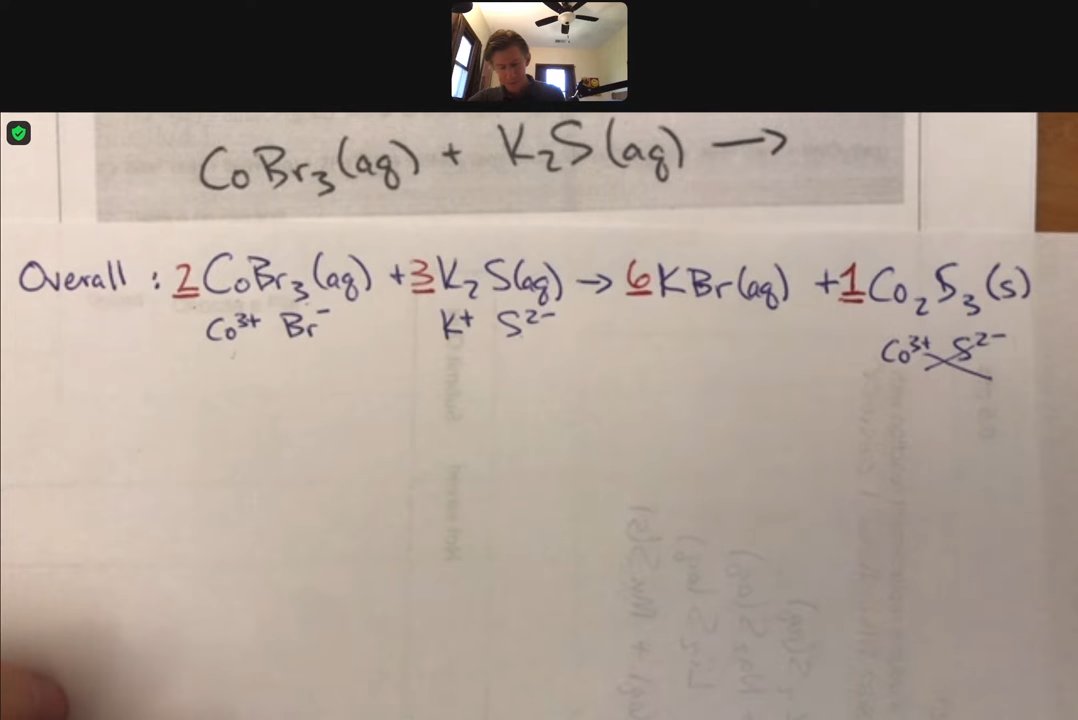 CoBr₃(aq) + K₂S(aq) →
Overall : 2CoBr₃(aq) + 3K₂S(aq) → 6KBr(aq) + 1Co₂S₃(s)
Co³⁺ Br⁻ K⁺ S²⁻
Co³⁺ S²⁻